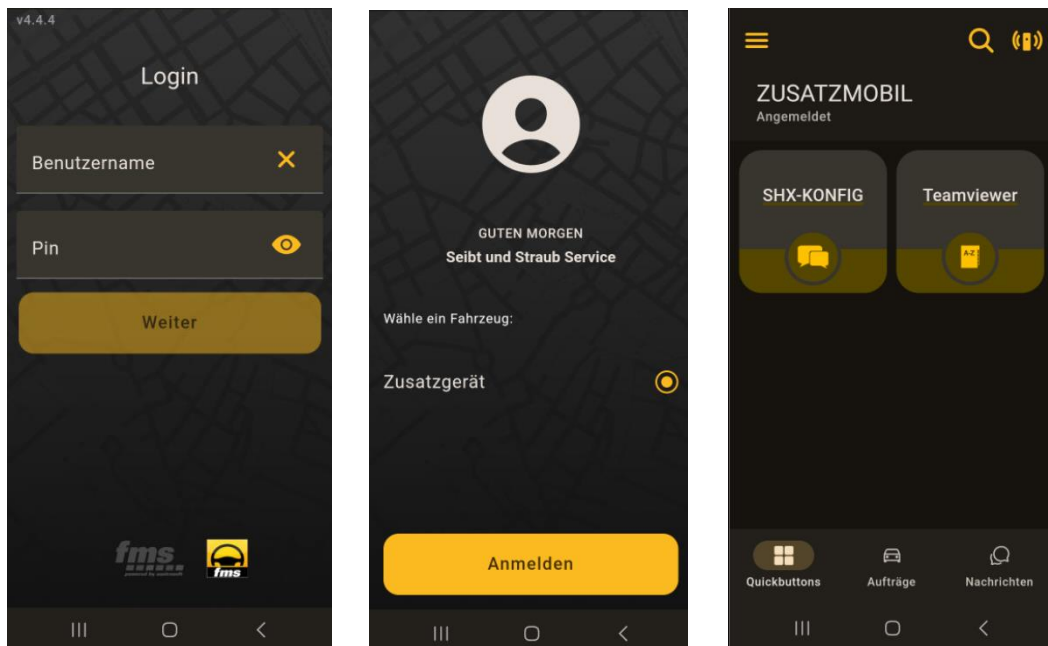 v4.4.4
Login
Benutzername
Pin
Weiter
fms
fms
GUTEN MORGEN
Seibt und Straub Service
Wähle ein Fahrzeug:
Zusatzgerät
Anmelden
ZUSATZMOBIL
Angemeldet
SHX-KONFIG
Teamviewer
A-Z
Quickbuttons
Aufträge
Nachrichten